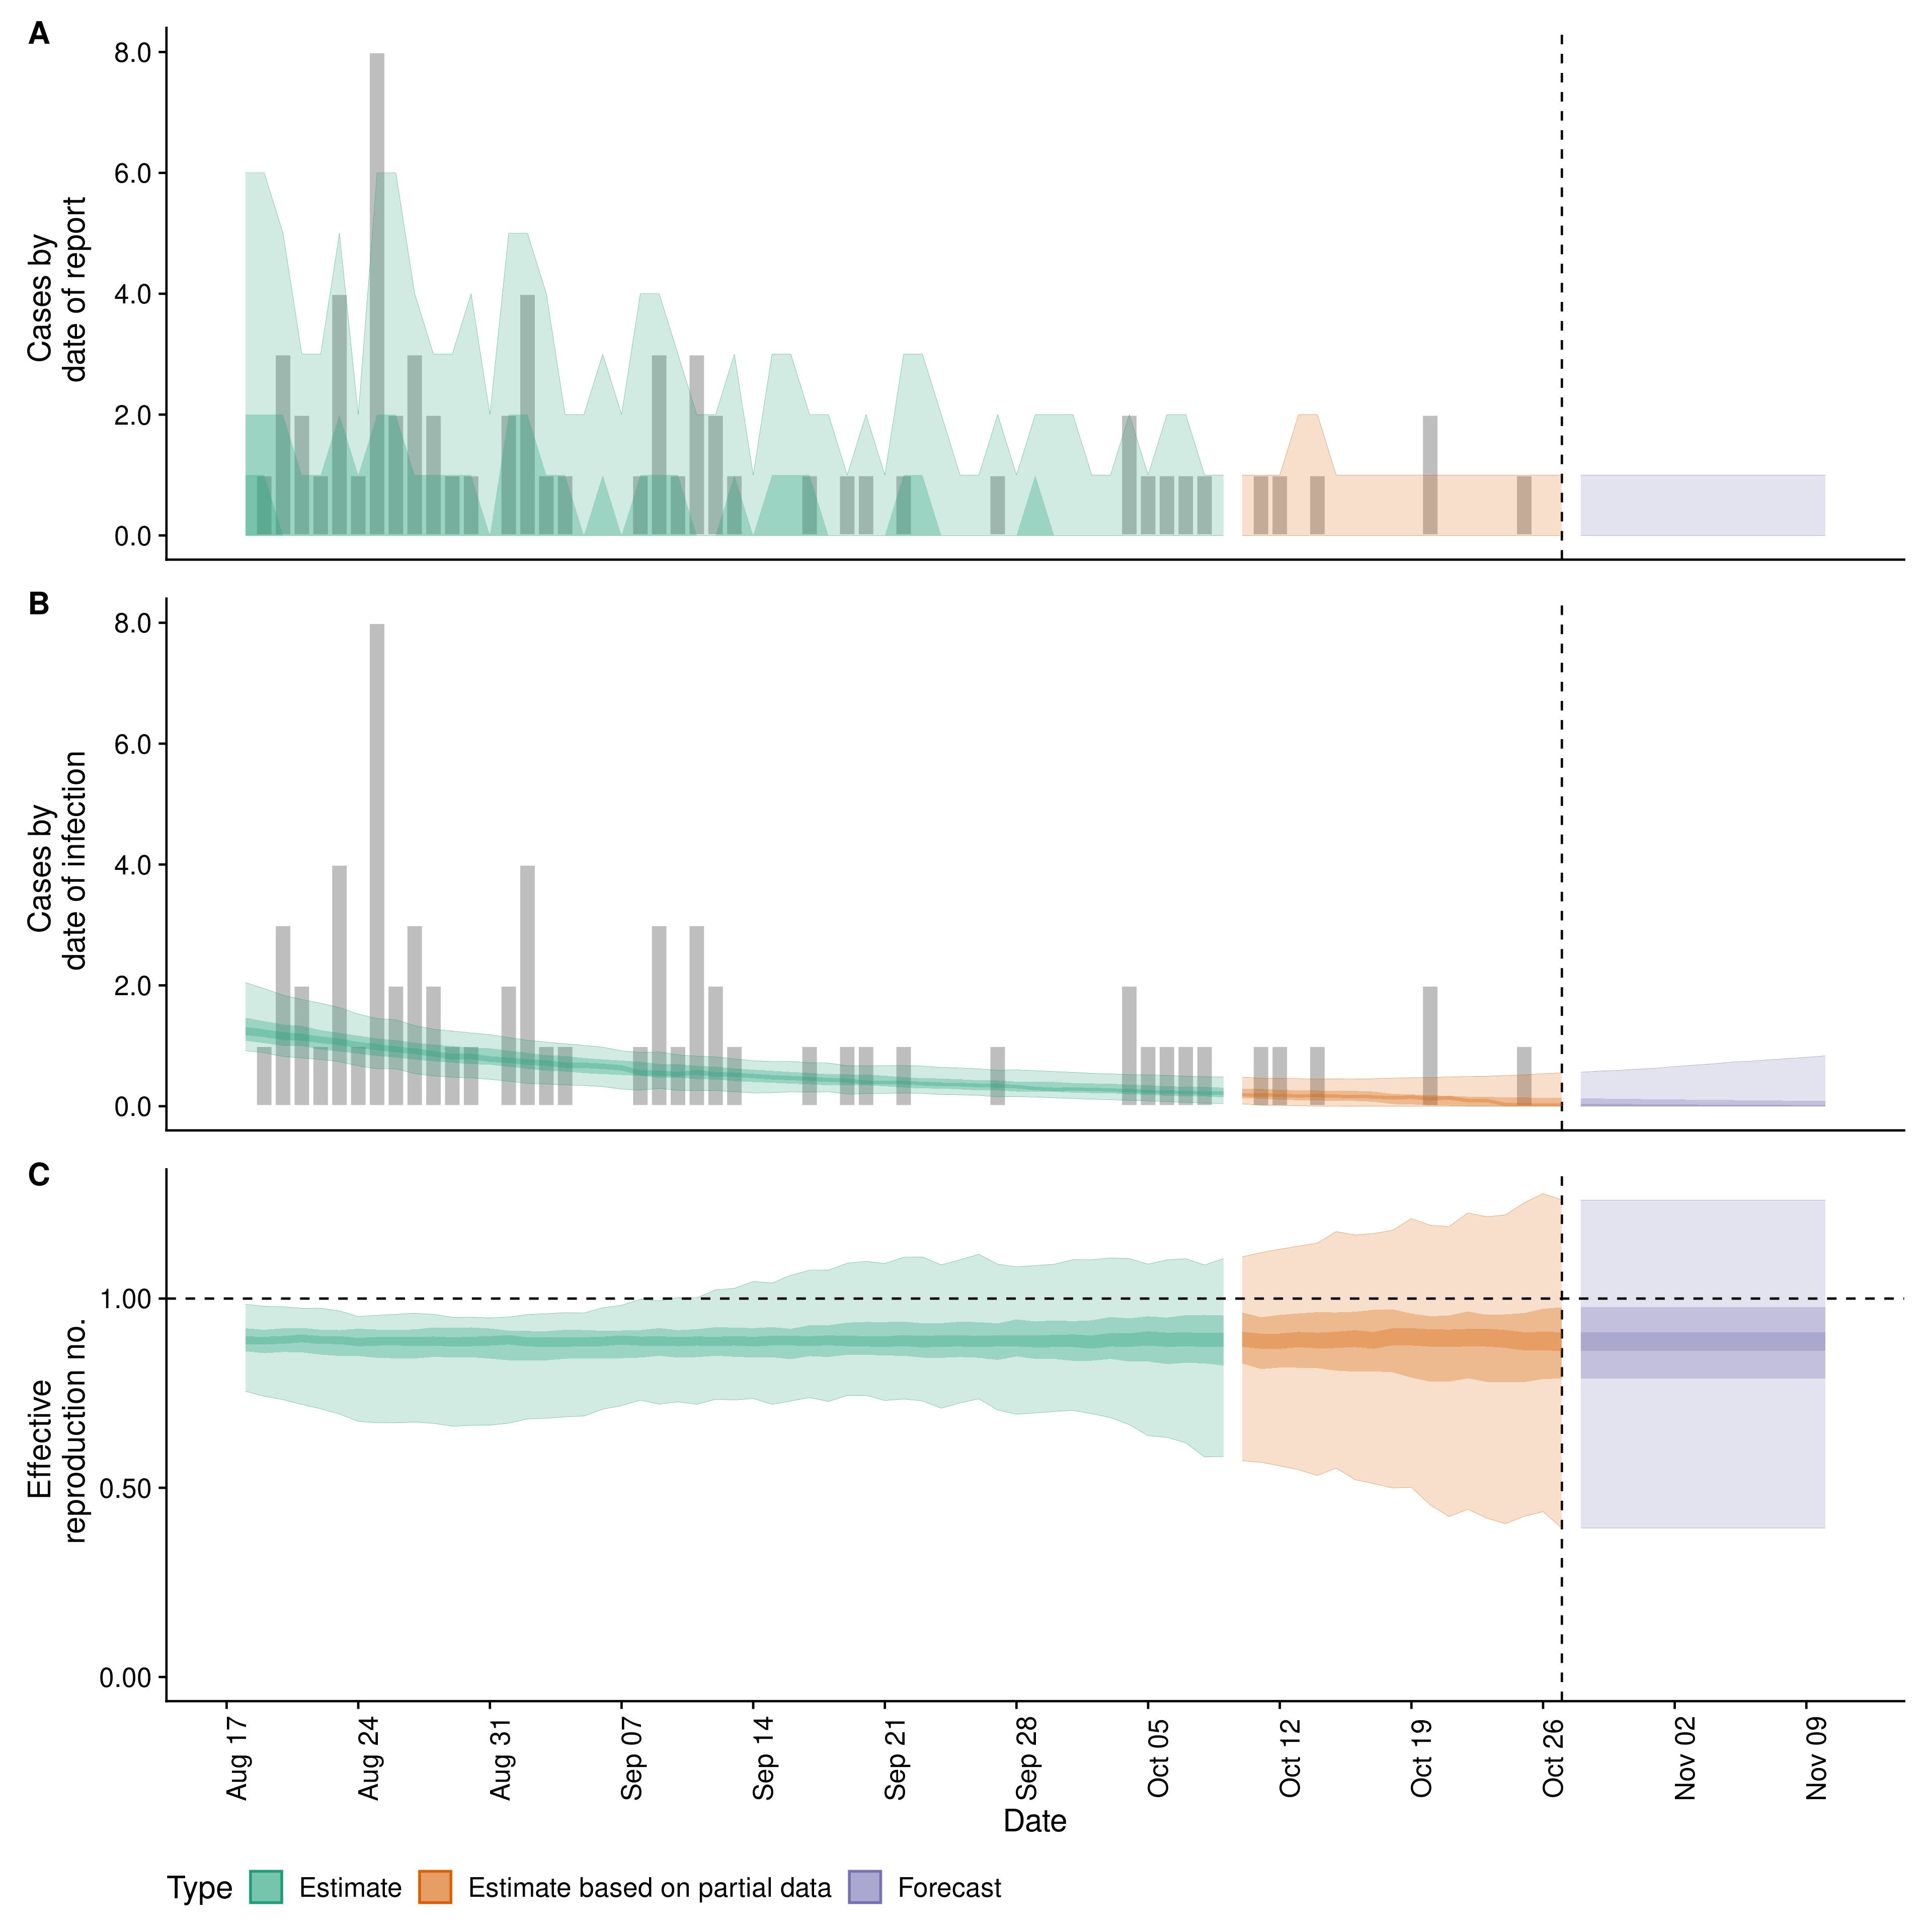 A
8.0
6.0
4.0
2.0
0.0
Cases by
date of report
B
8.0
6.0
4.0
2.0
0.0
Cases by
date of infection
C
1.00
0.50
0.00
Effective
reproduction no.
Aug 17
Aug 24
Aug 31
Sep 07
Sep 14
Sep 21
Sep 28
Oct 05
Oct 12
Oct 19
Oct 26
Nov 02
Nov 09
Date
Type Estimate Estimate based on partial data Forecast